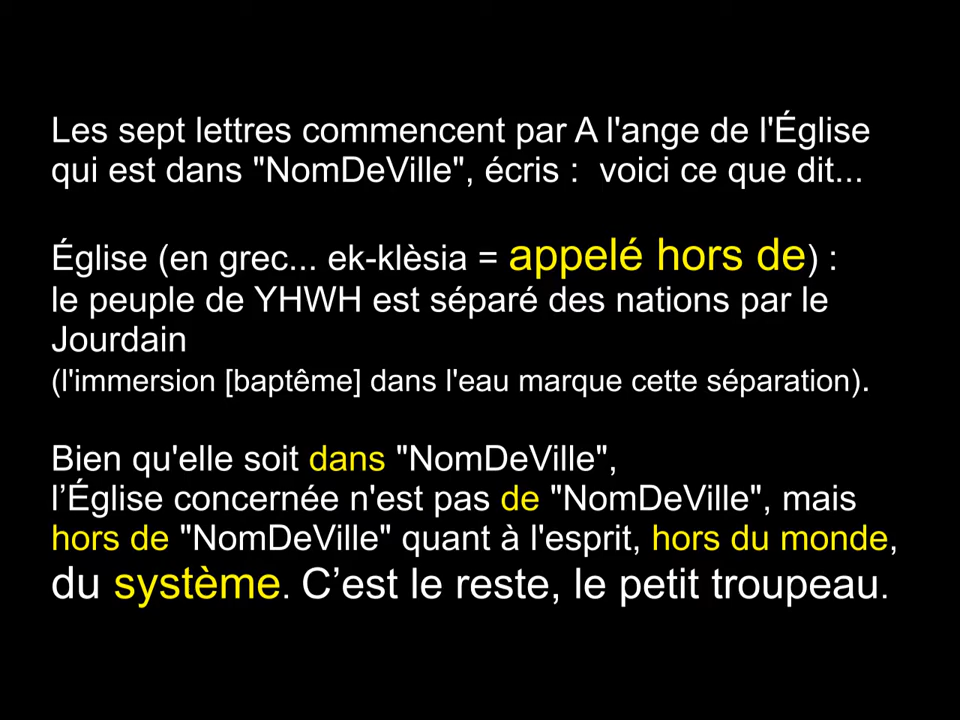 Les sept lettres commencent par A l'ange de l'Église
qui est dans "NomDeVille", écris :  voici ce que dit...
Église (en grec... ek-klèsia = appelé hors de) :
le peuple de YHWH est séparé des nations par le
Jourdain
(l'immersion [baptême] dans l'eau marque cette séparation).
Bien qu'elle soit dans "NomDeVille",
l’Église concernée n'est pas de "NomDeVille", mais
hors de "NomDeVille" quant à l'esprit, hors du monde,
du système. C’est le reste, le petit troupeau.